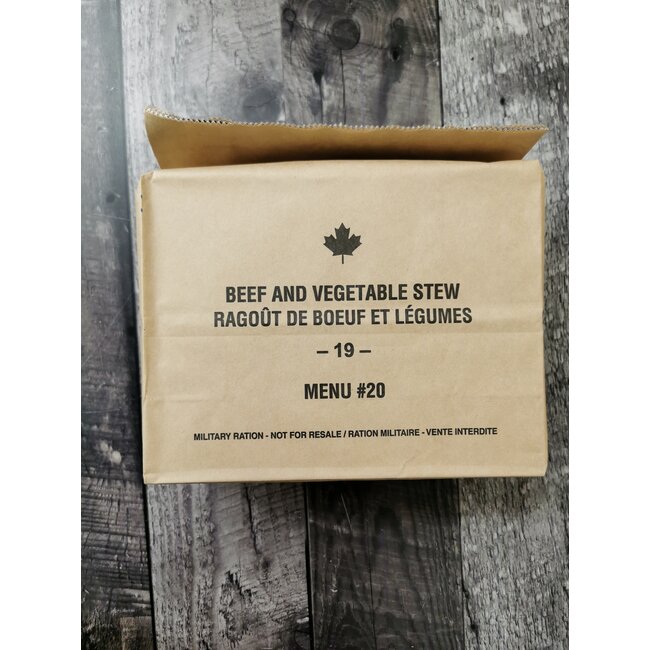 BEEF AND VEGETABLE STEW
RAGOÛT DE BOEUF ET LÉGUMES
– 19 –
MENU #20
MILITARY RATION - NOT FOR RESALE / RATION MILITAIRE - VENTE INTERDITE